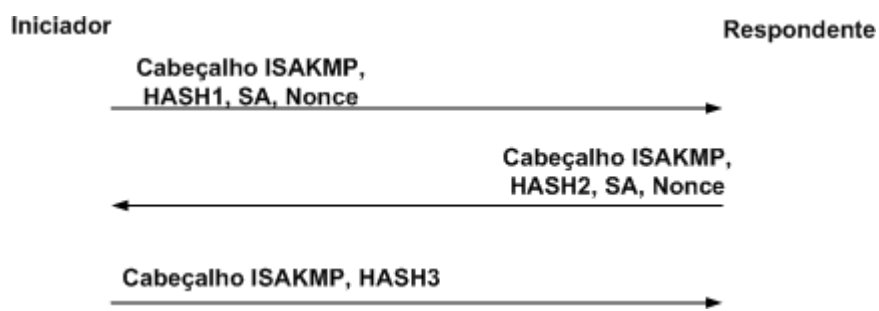 Iniciador
Respondente
Cabeçalho ISAKMP,
HASH1, SA, Nonce
Cabeçalho ISAKMP,
HASH2, SA, Nonce
Cabeçalho ISAKMP, HASH3